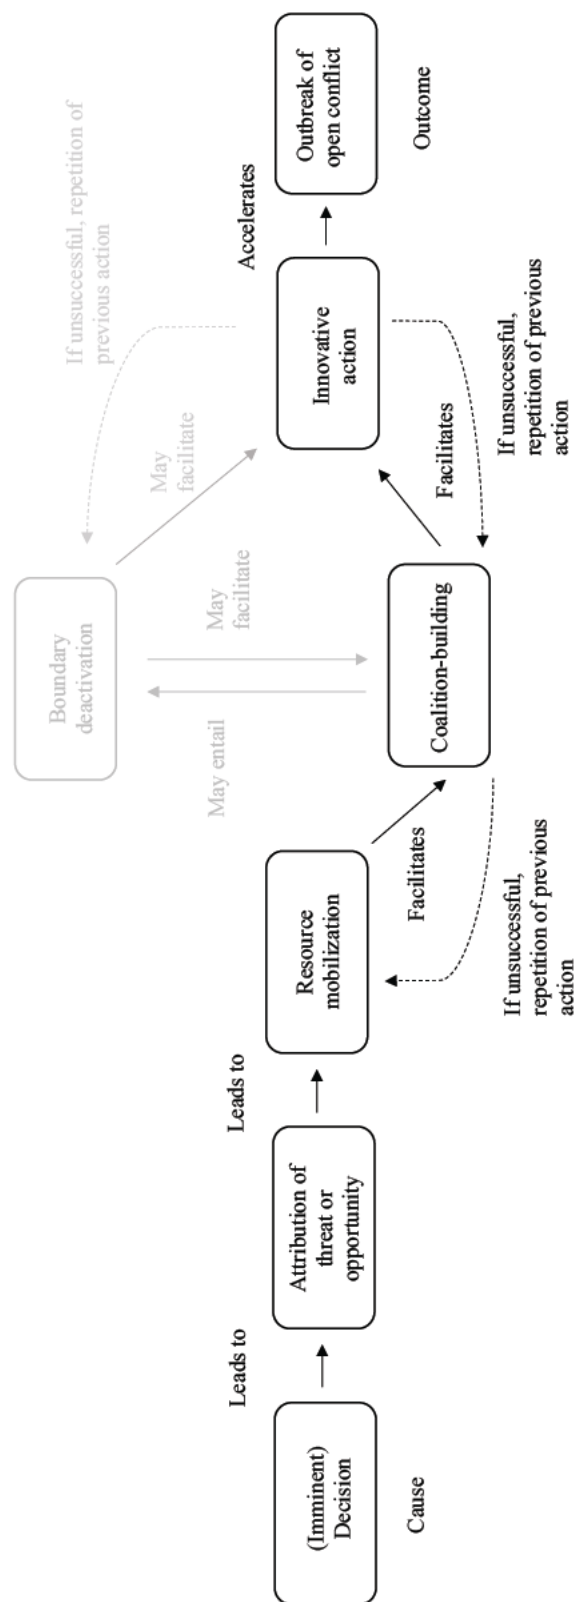 (Imminent)
Decision
Cause
Leads to
Attribution of
threat or
opportunity
Leads to
Resource
mobilization
Facilitates
If unsuccessful,
repetition of previous
action
Boundary
deactivation
May entail
May
facilitate
Coalition-building
May
facilitate
Facilitates
If unsuccessful, repetition of
previous action
If unsuccessful,
repetition of previous
action
Innovative
action
Accelerates
Outbreak of
open conflict
Outcome